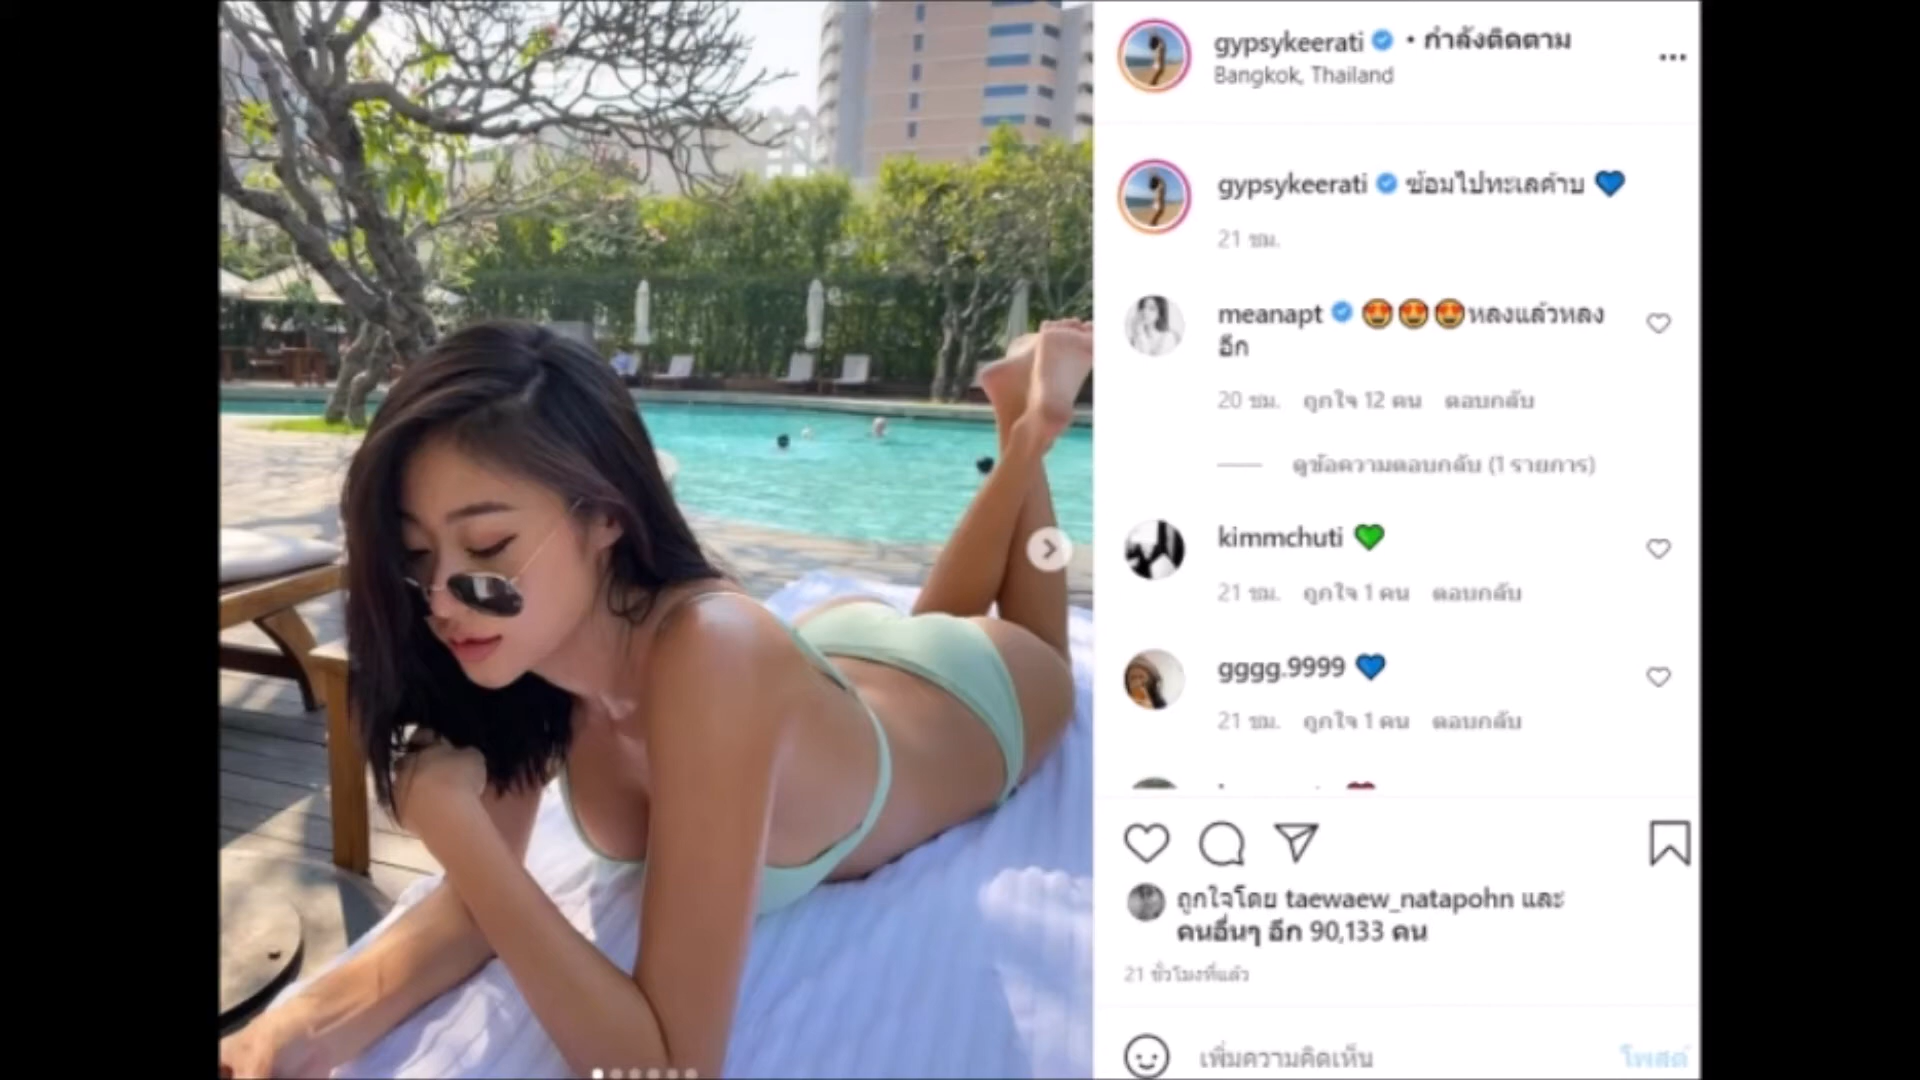 gypsykeerati • กำลังติดตาม
Bangkok, Thailand
gypsykeerati ซ้อมไปทะเลค้าบ 💙
21 ชม.
meanapt 😍😍😍หลงแล้วหลง
อีก
20 ชม. ถูกใจ 12 คน ตอบกลับ
ดูข้อความตอบกลับ (1 รายการ)
kimmchuti 💚
21 ชม. ถูกใจ 1 คน ตอบกลับ
gggg.9999 💙
21 ชม. ถูกใจ 1 คน ตอบกลับ
ถูกใจโดย taewaew_natapohn และ
คนอื่นๆ อีก 90,133 คน
21 ชั่วโมงที่แล้ว
เพิ่มความคิดเห็น
โพสต์